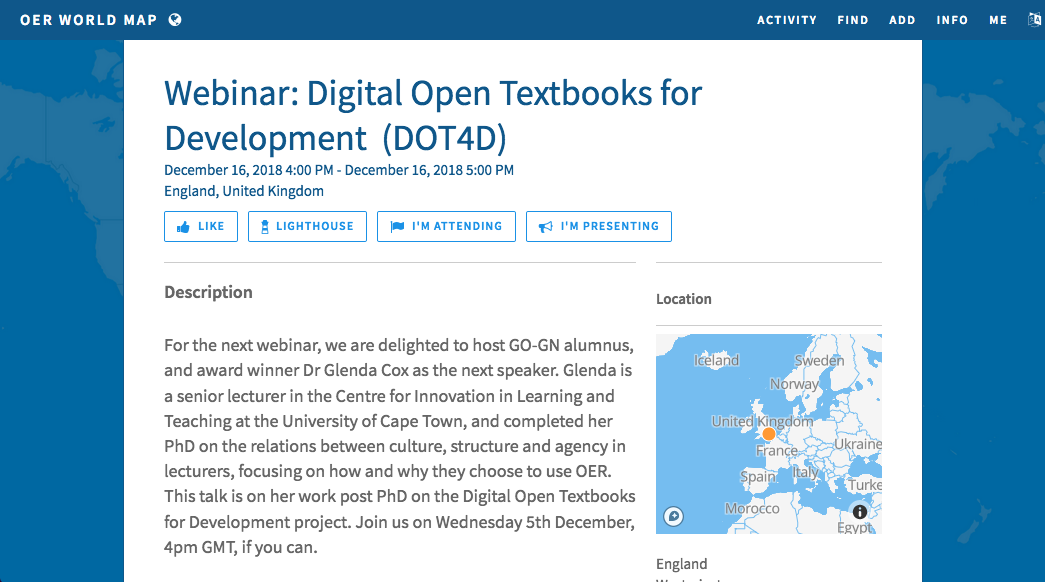 OER WORLD MAP
ACTIVITY FIND ADD INFO ME
Webinar: Digital Open Textbooks for
Development (DOT4D)
December 16, 2018 4:00 PM - December 16, 2018 5:00 PM
England, United Kingdom
LIKE
LIGHTHOUSE
I'M ATTENDING
I'M PRESENTING
Description
For the next webinar, we are delighted to host GO-GN alumnus,
and award winner Dr Glenda Cox as the next speaker. Glenda is
a senior lecturer in the Centre for Innovation in Learning and
Teaching at the University of Cape Town, and completed her
PhD on the relations between culture, structure and agency in
lecturers, focusing on how and why they choose to use OER.
This talk is on her work post PhD on the Digital Open Textbooks
for Development project. Join us on Wednesday 5th December,
4pm GMT, if you can.
Location
Iceland
Sweden
Norway
United Kingdom
Ukraine
France
Italy
Spain
Turke
Morocco
Egypt
England